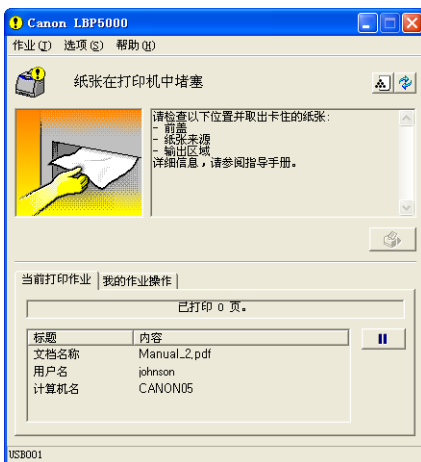 Canon LBP5000
作业(J) 选项(S) 帮助(H)
纸张在打印机中堵塞
请检查以下位置并取出卡住的纸张:
- 前盖
- 纸张来源
- 输出区域
详细信息，请参阅指导手册。
当前打印作业 我的作业操作
已打印 0 页。
标题 内容
文档名称 Manual_2.pdf
用户名 johnson
计算机名 CANON05
USB001